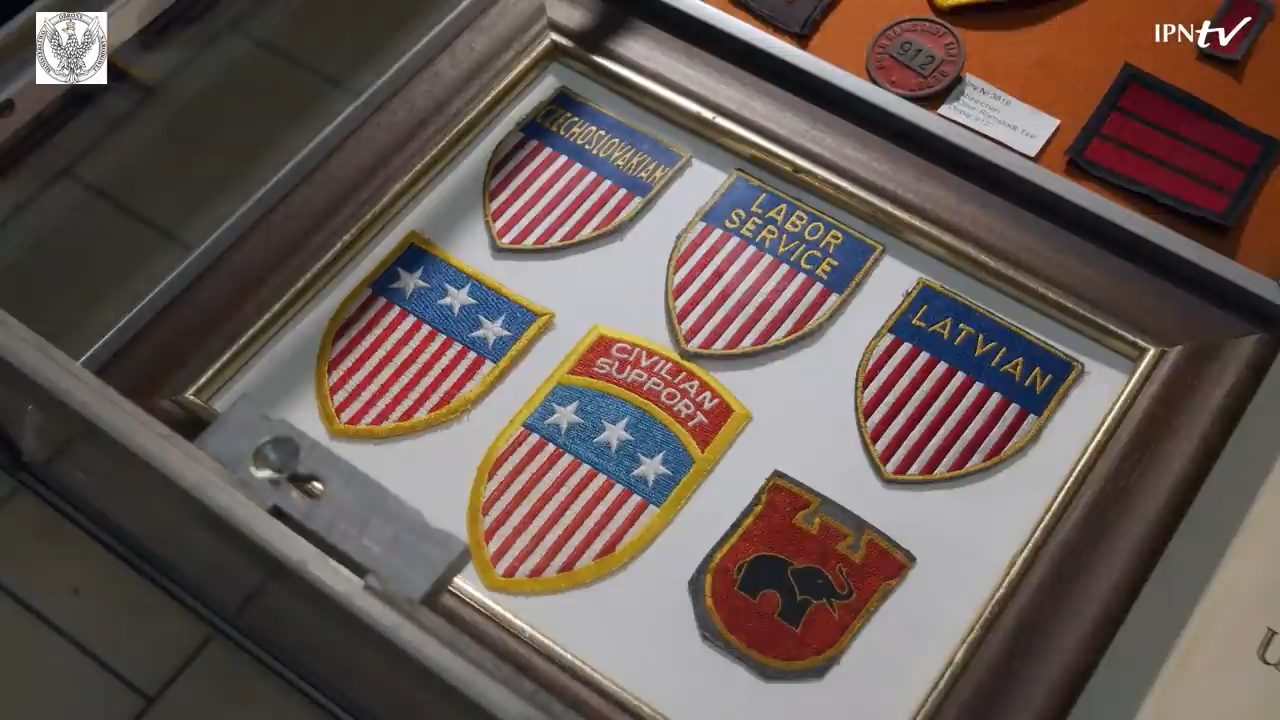 IPNtv
912
CZECHOSLOVAKIAN
LABOR
SERVICE
LATVIAN
CIVILIAN
SUPPORT